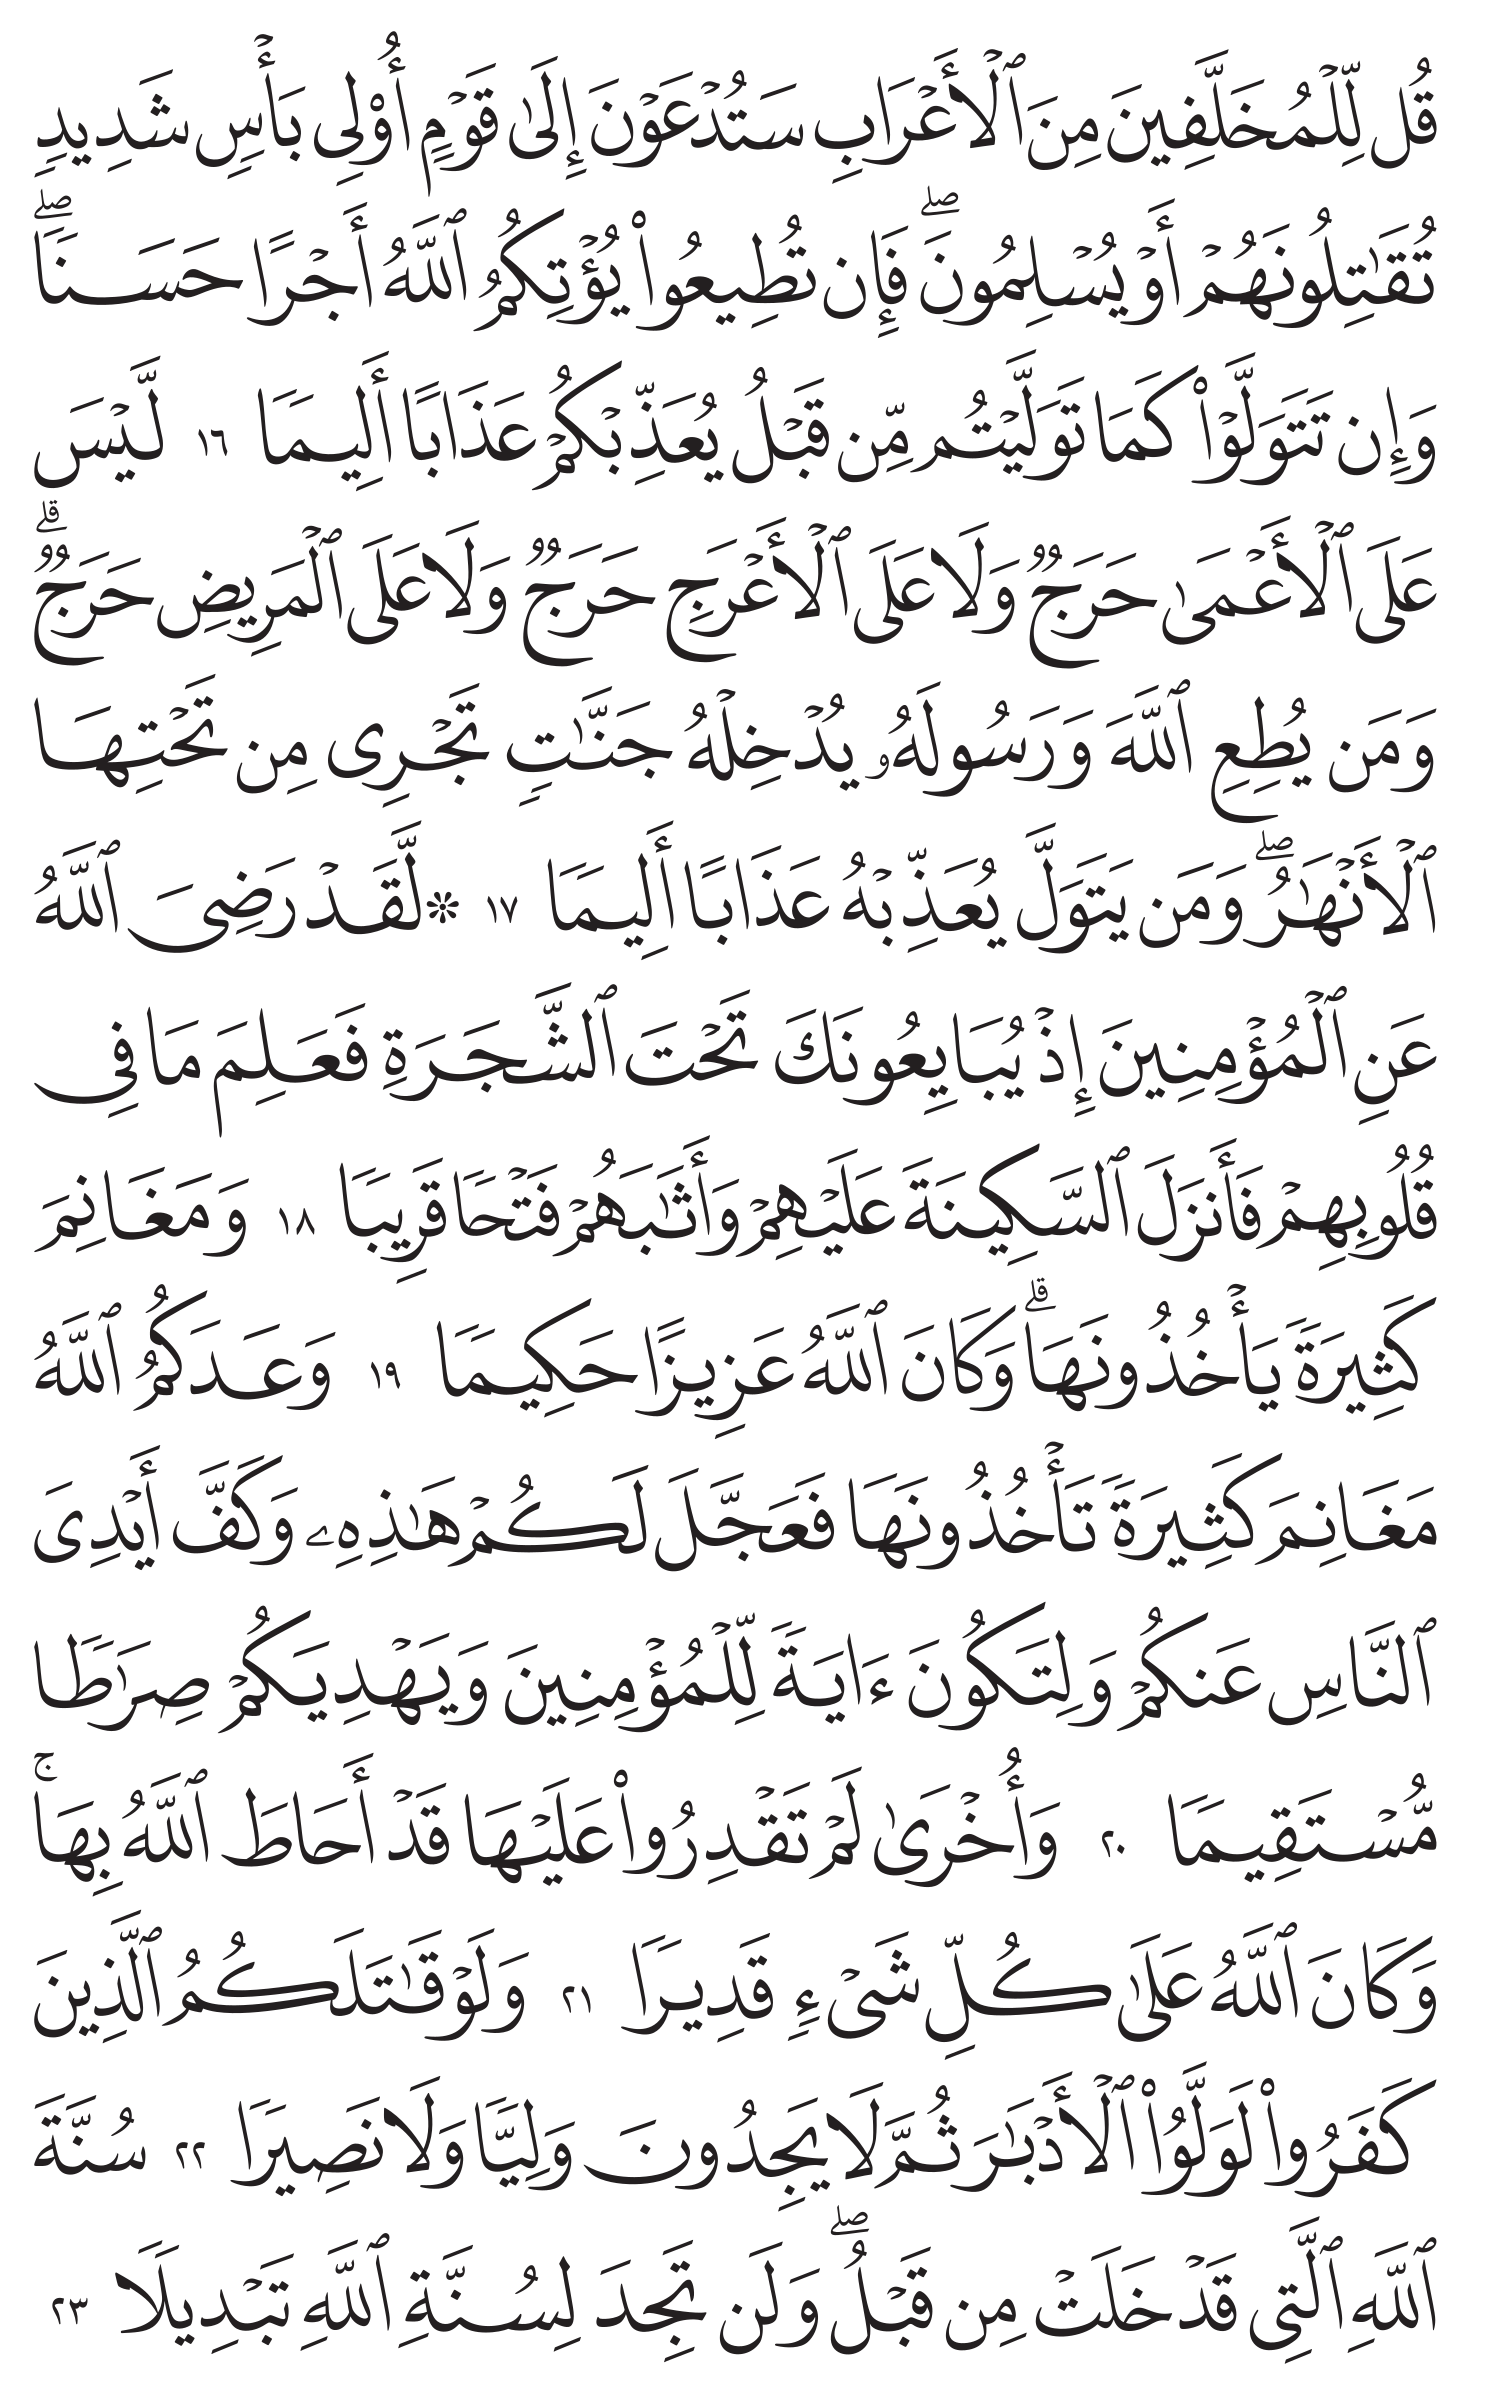 قُل لِّلۡمُخَلَّفِينَ مِنَ ٱلۡأَعۡرَابِ سَتُدۡعَوۡنَ إِلَىٰ قَوۡمٍ أُوْلِي بَأۡسٖ شَدِيدٖ
تُقَٰتِلُونَهُمۡ أَوۡ يُسۡلِمُونَۖ فَإِن تُطِيعُواْ يُؤۡتِكُمُ ٱللَّهُ أَجۡرًا حَسَنٗاۖ
وَإِن تَتَوَلَّوۡاْ كَمَا تَوَلَّيۡتُم مِّن قَبۡلُ يُعَذِّبۡكُمۡ عَذَابًا أَلِيمٗا ١٦ لَّيۡسَ
عَلَى ٱلۡأَعۡمَىٰ حَرَجٞ وَلَا عَلَى ٱلۡأَعۡرَجِ حَرَجٞ وَلَا عَلَى ٱلۡمَرِيضِ حَرَجٞۗ
وَمَن يُطِعِ ٱللَّهَ وَرَسُولَهُۥ يُدۡخِلۡهُ جَنَّٰتٖ تَجۡرِي مِن تَحۡتِهَا
ٱلۡأَنۡهَٰرُۖ وَمَن يَتَوَلَّ يُعَذِّبۡهُ عَذَابًا أَلِيمٗا ١٧ ۞لَّقَدۡ رَضِيَ ٱللَّهُ
عَنِ ٱلۡمُؤۡمِنِينَ إِذۡ يُبَايِعُونَكَ تَحۡتَ ٱلشَّجَرَةِ فَعَلِمَ مَا فِي
قُلُوبِهِمۡ فَأَنزَلَ ٱلسَّكِينَةَ عَلَيۡهِمۡ وَأَثَٰبَهُمۡ فَتۡحٗا قَرِيبٗا ١٨ وَمَغَانِمَ
كَثِيرَةٗ يَأۡخُذُونَهَاۗ وَكَانَ ٱللَّهُ عَزِيزًا حَكِيمٗا ١٩ وَعَدَكُمُ ٱللَّهُ
مَغَانِمَ كَثِيرَةٗ تَأۡخُذُونَهَا فَعَجَّلَ لَكُمۡ هَٰذِهِۦ وَكَفَّ أَيۡدِيَ
ٱلنَّاسِ عَنكُمۡ وَلِتَكُونَ ءَايَةٗ لِّلۡمُؤۡمِنِينَ وَيَهۡدِيَكُمۡ صِرَٰطٗا
مُّسۡتَقِيمٗا ٢٠ وَأُخۡرَىٰ لَمۡ تَقۡدِرُواْ عَلَيۡهَا قَدۡ أَحَاطَ ٱللَّهُ بِهَاۚ
وَكَانَ ٱللَّهُ عَلَىٰ كُلِّ شَيۡءٖ قَدِيرٗا ٢١ وَلَوۡ قَٰتَلَكُمُ ٱلَّذِينَ
كَفَرُواْ لَوَلَّوُاْ ٱلۡأَدۡبَٰرَ ثُمَّ لَا يَجِدُونَ وَلِيّٗا وَلَا نَصِيرٗا ٢٢ سُنَّةَ
ٱللَّهِ ٱلَّتِي قَدۡ خَلَتۡ مِن قَبۡلُۖ وَلَن تَجِدَ لِسُنَّةِ ٱللَّهِ تَبۡدِيلٗا ٢٣